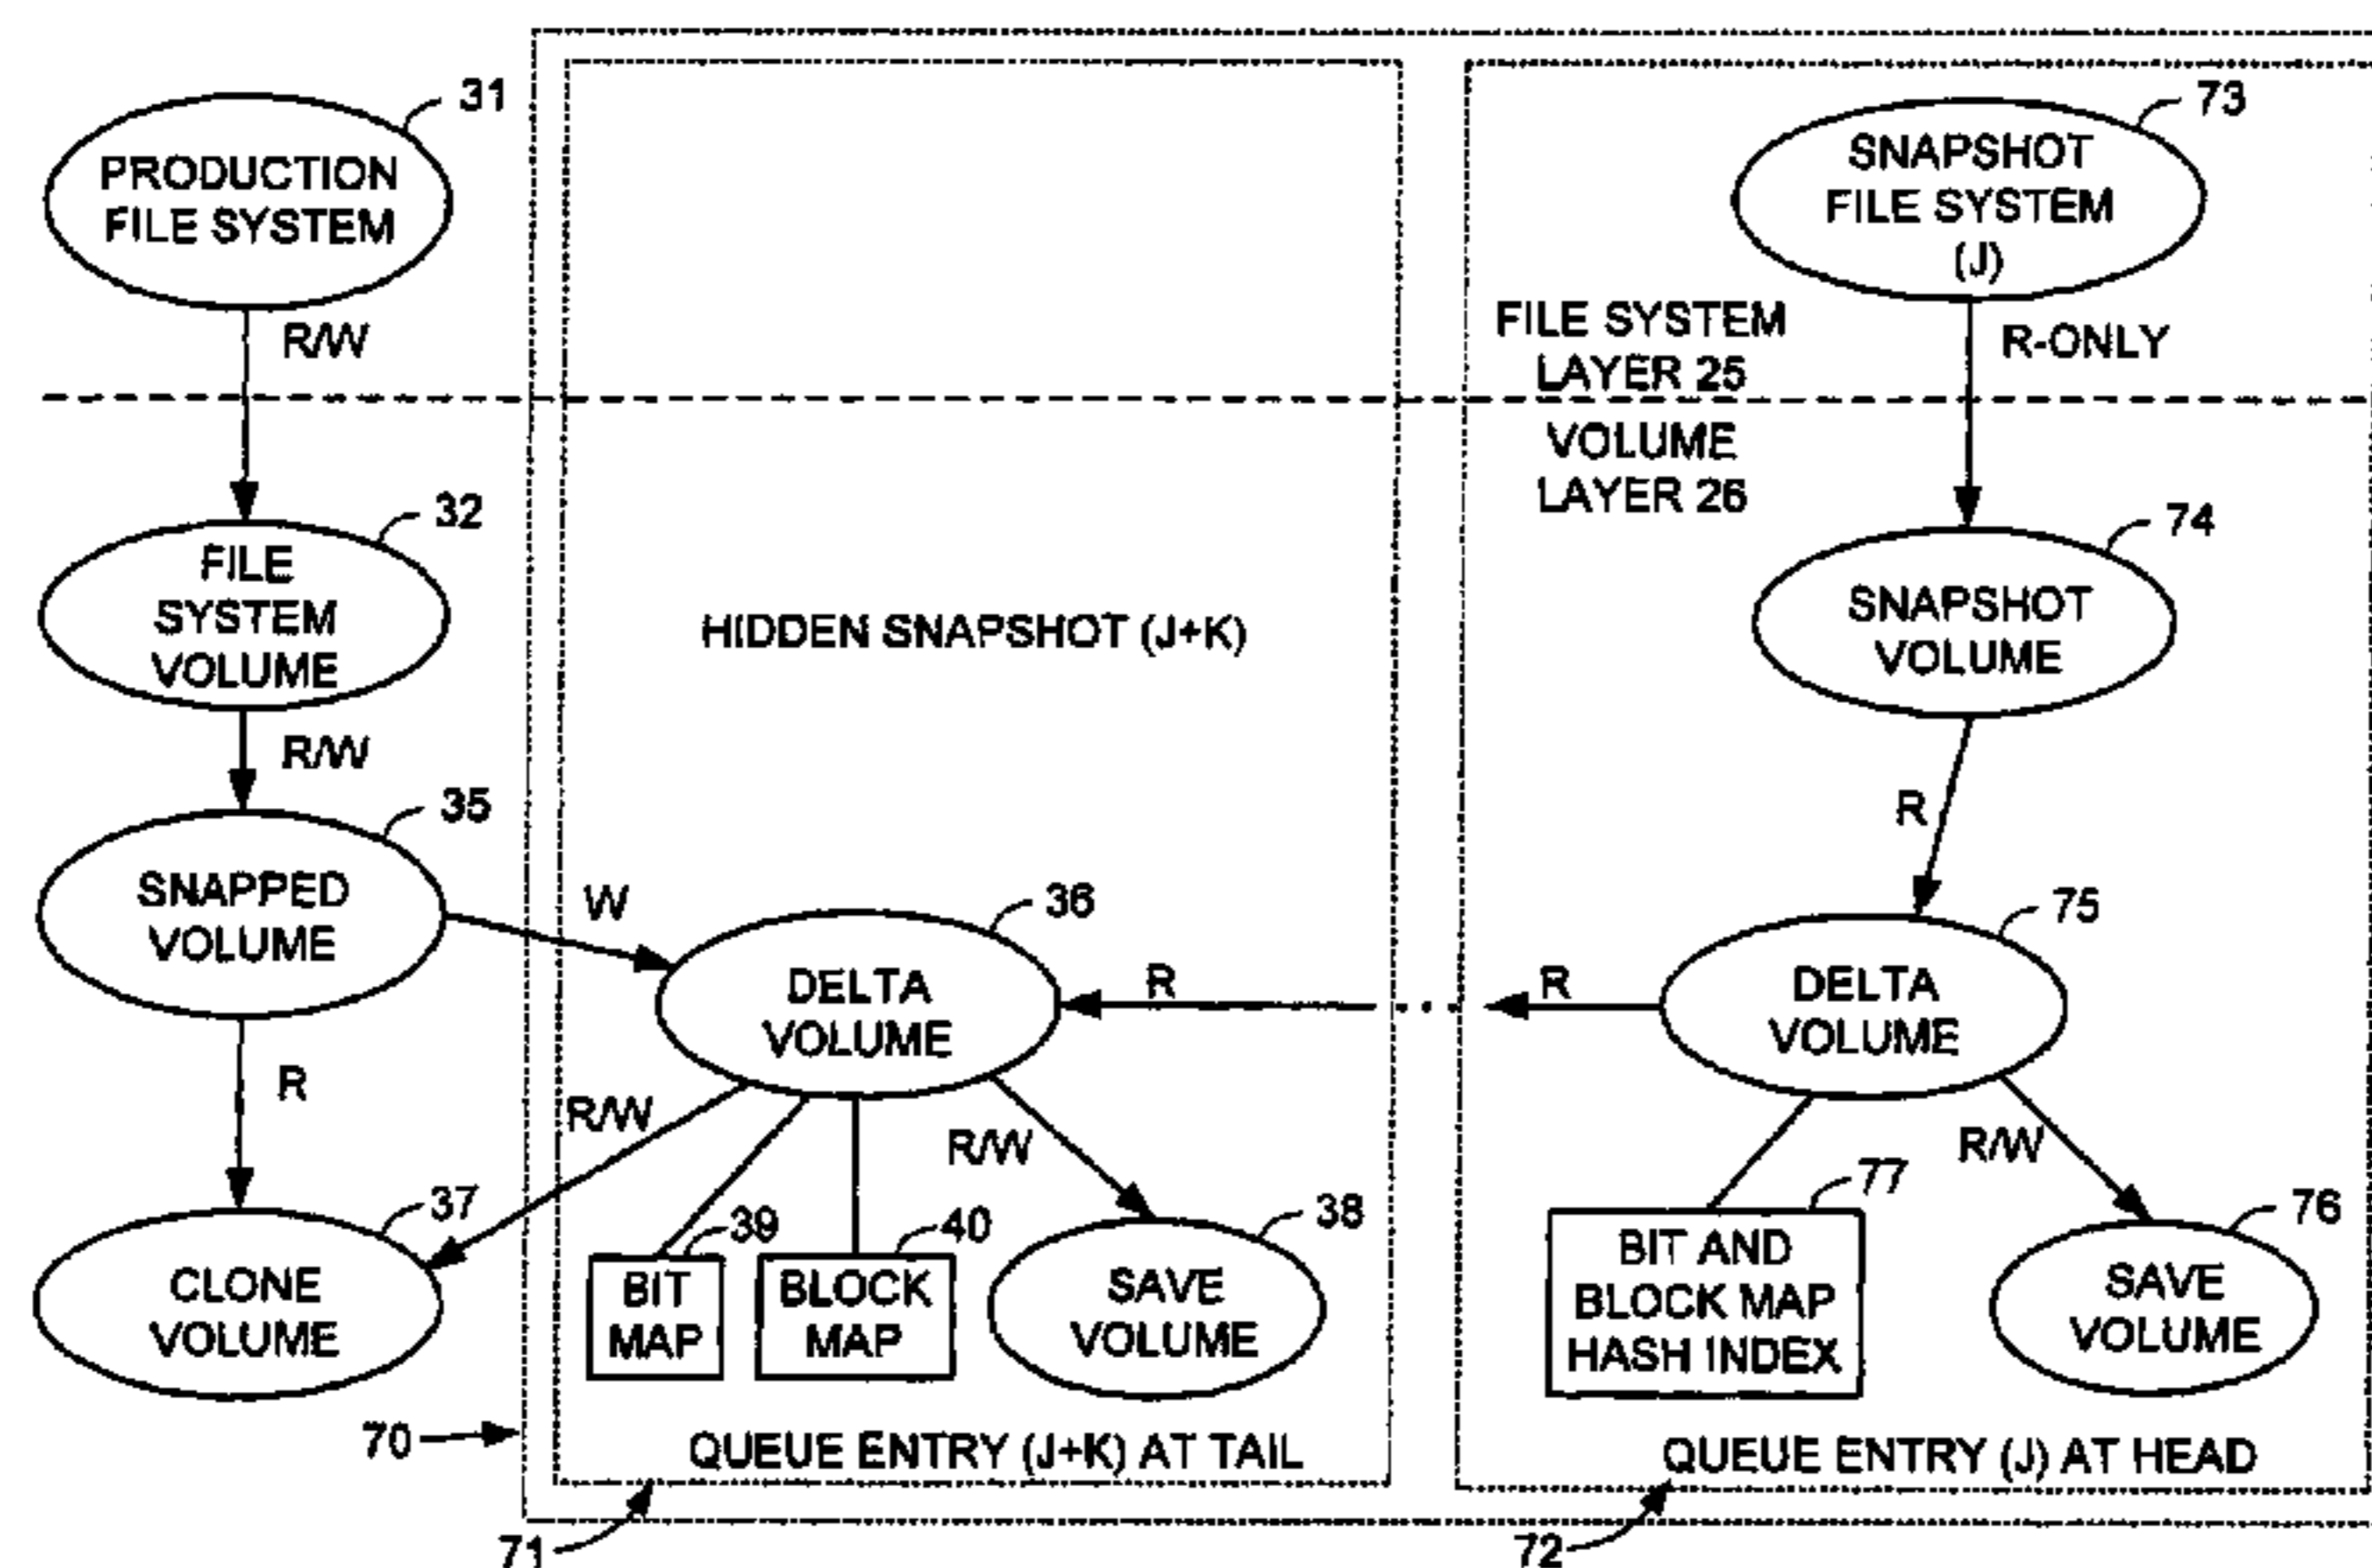 31
PRODUCTION
FILE SYSTEM
R/W
32
FILE
SYSTEM
VOLUME
R/W
35
SNAPPED
VOLUME
W
R
37
CLONE
VOLUME
HIDDEN SNAPSHOT (J+K)
36
DELTA
VOLUME
R
R/W
R/W
39
BIT
MAP
40
BLOCK
MAP
38
SAVE
VOLUME
70
QUEUE ENTRY (J+K) AT TAIL
71
73
SNAPSHOT
FILE SYSTEM
(J)
FILE SYSTEM
LAYER 25
R-ONLY
VOLUME
LAYER 26
74
SNAPSHOT
VOLUME
R
75
R
DELTA
VOLUME
R/W
77
BIT AND
BLOCK MAP
HASH INDEX
76
SAVE
VOLUME
QUEUE ENTRY (J) AT HEAD
72